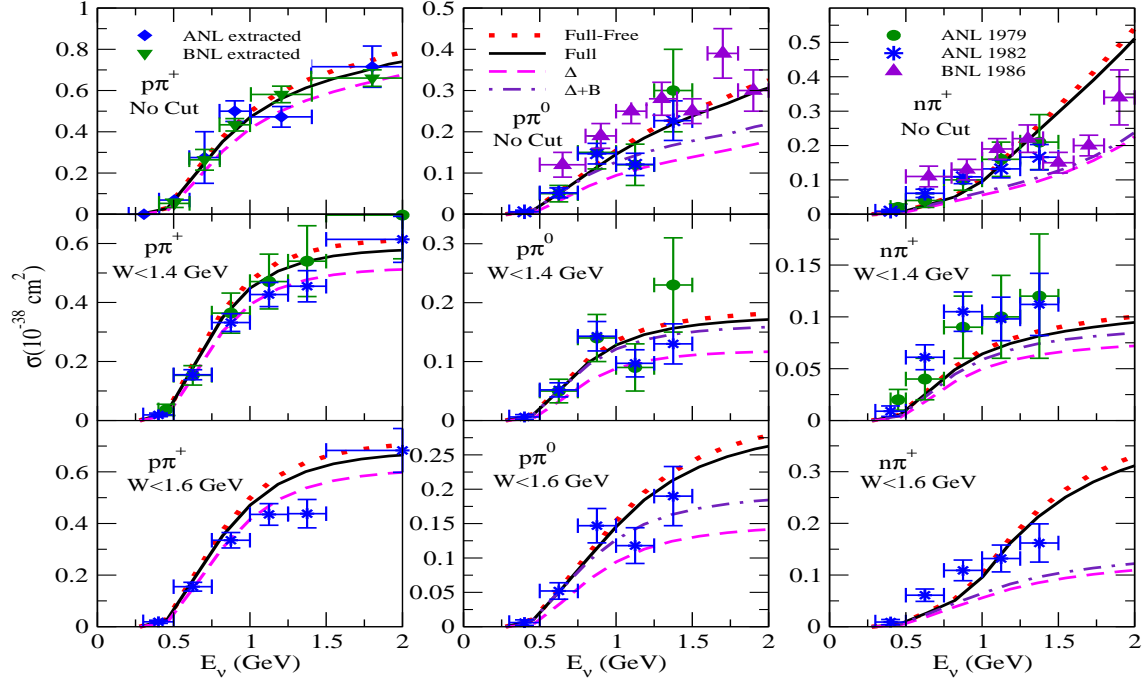 1
0.8
0.6
0.4
0.2
0
pπ⁺
No Cut
ANL extracted
BNL extracted
0.5
0.4
0.3
0.2
0.1
0
Full-Free
Full
Δ
Δ+B
pπ⁰
No Cut
0.5
0.4
0.3
0.2
0.1
0
ANL 1979
ANL 1982
BNL 1986
nπ⁺
No Cut
σ(10⁻³⁸ cm²)
0.6
0.4
0.2
0
pπ⁺
W<1.4 GeV
0.3
0.2
0.1
0
pπ⁰
W<1.4 GeV
0.15
0.1
0.05
0
nπ⁺
W<1.4 GeV
0.6
0.4
0.2
0
pπ⁺
W<1.6 GeV
0.25
0.2
0.15
0.1
0.05
0
pπ⁰
W<1.6 GeV
0.3
0.2
0.1
0
nπ⁺
W<1.6 GeV
0 0.5 1 1.5 2
0 0.5 1 1.5 2
0 0.5 1 1.5 2
E_ν (GeV)
E_ν (GeV)
E_ν (GeV)